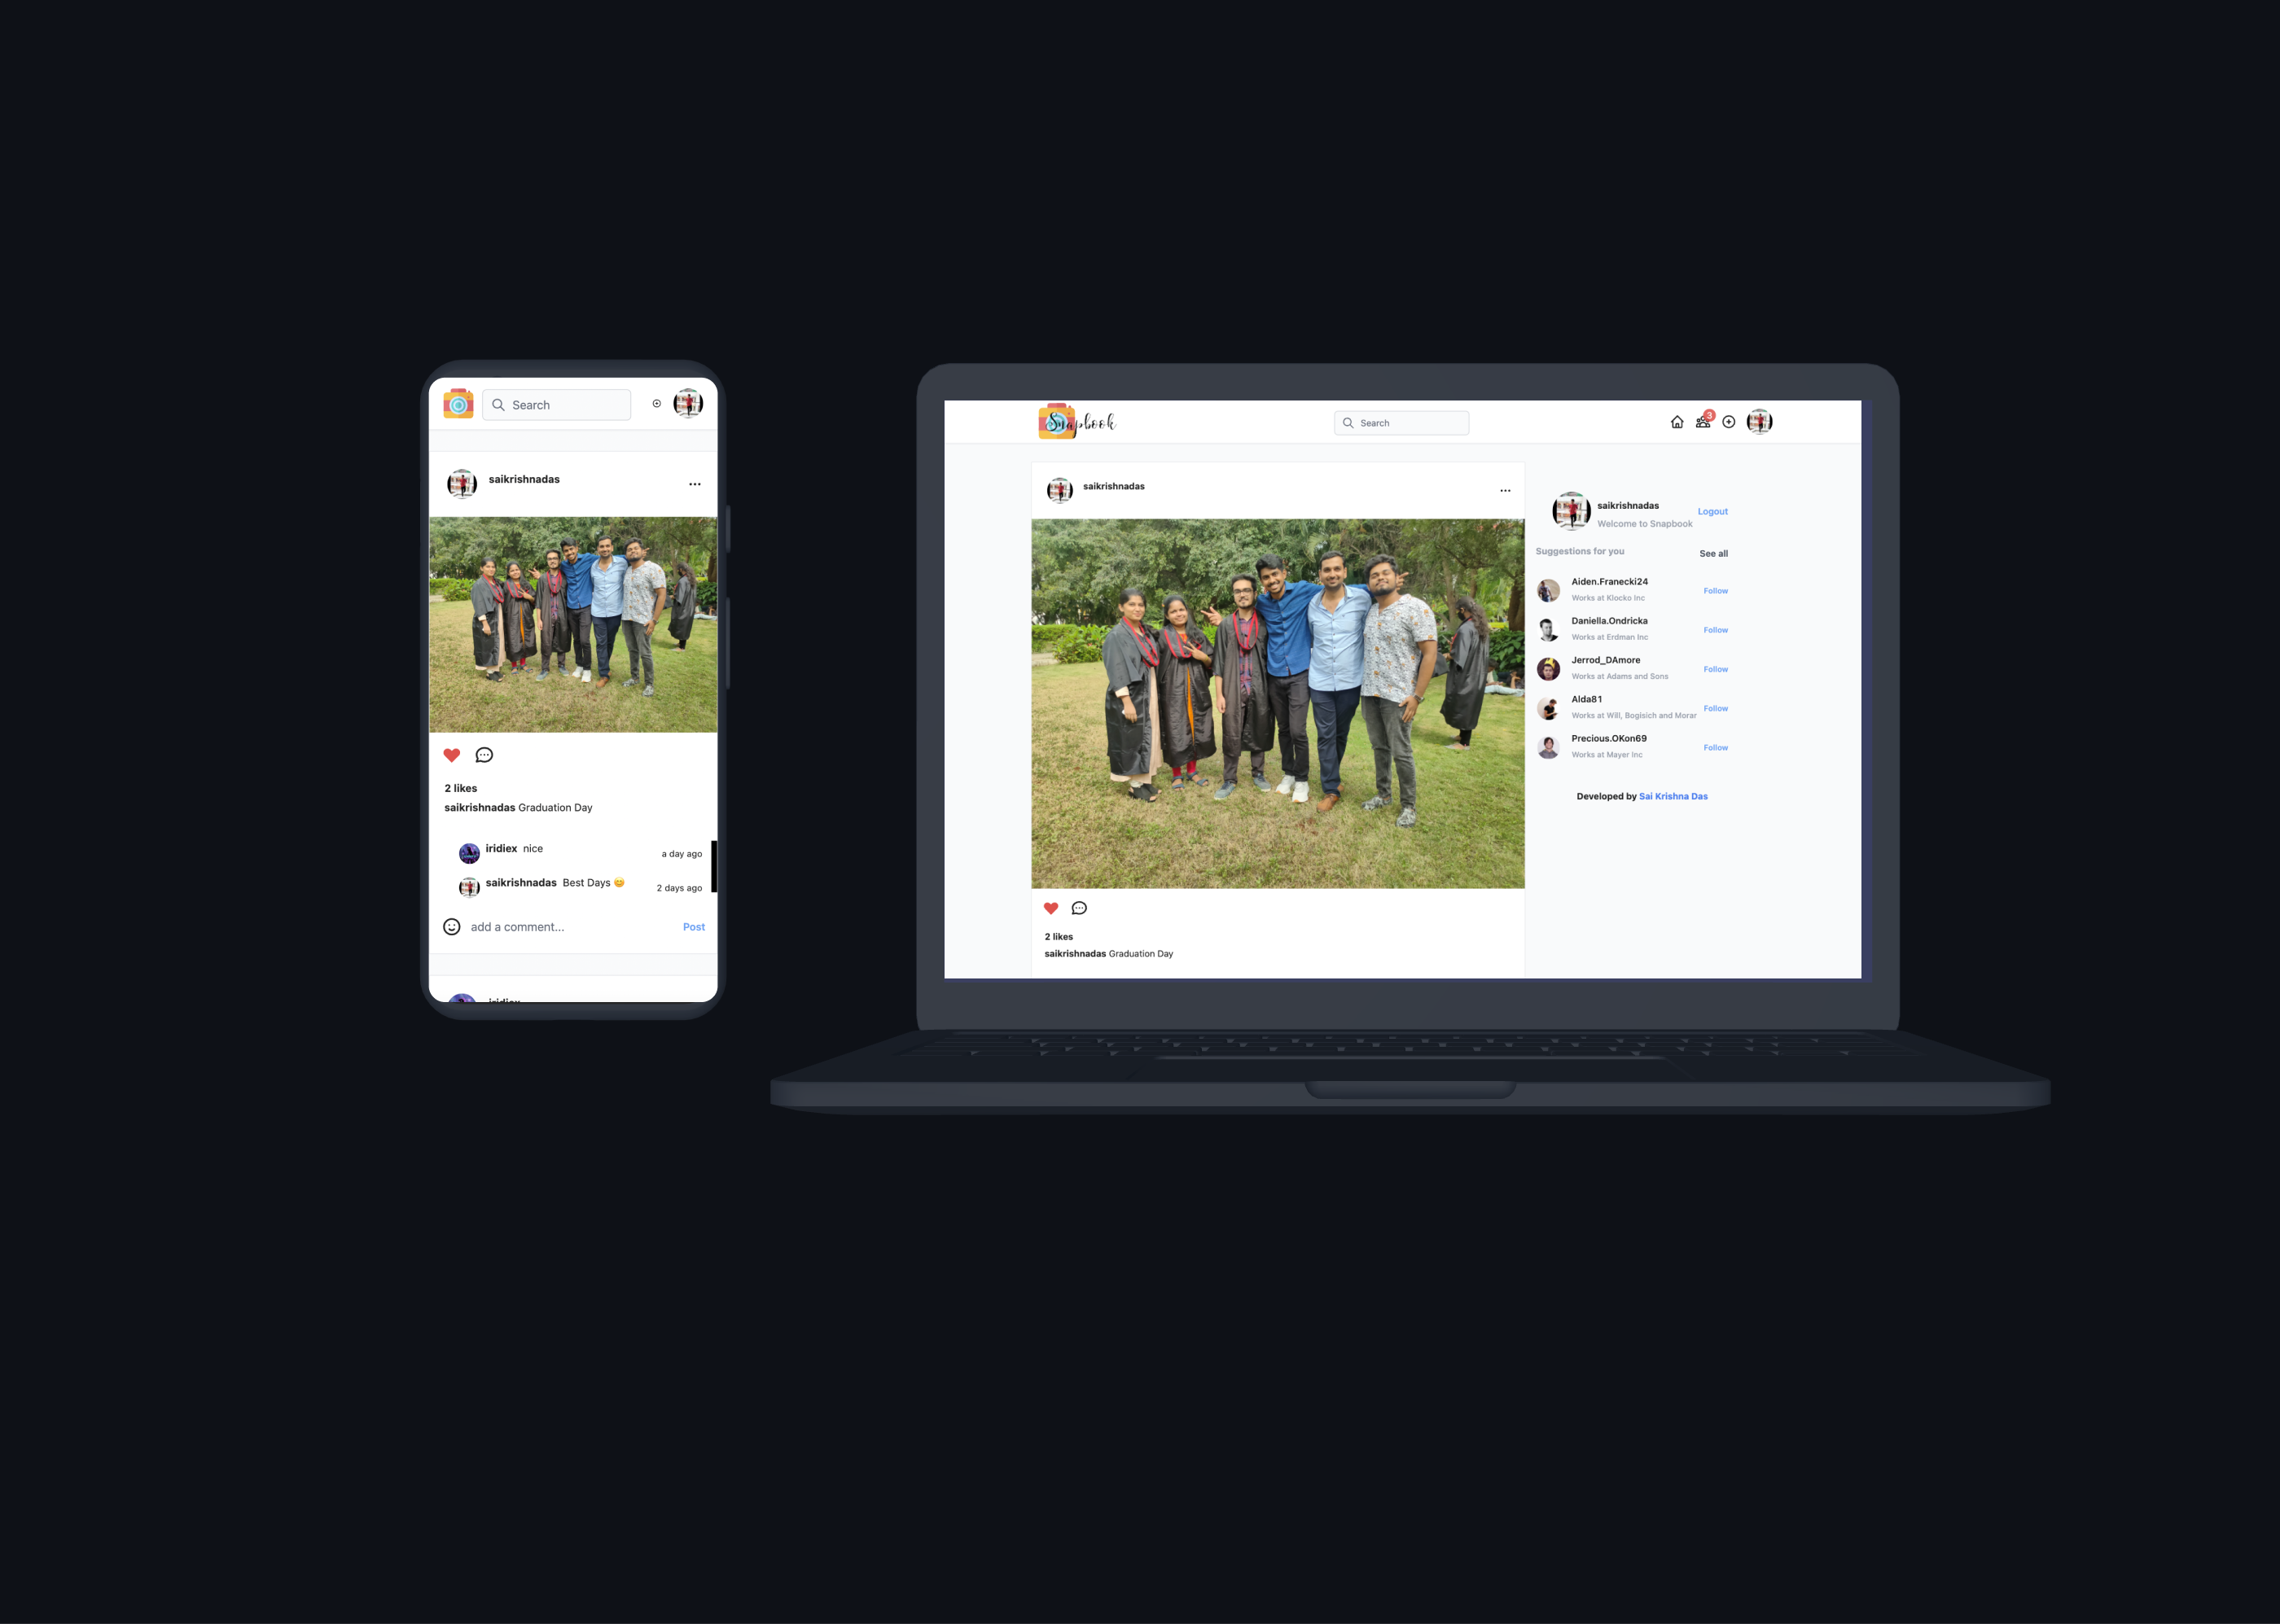 Search
saikrishnadas
2 likes
saikrishnadas Graduation Day
iridiex nice
a day ago
saikrishnadas Best Days 😊
2 days ago
add a comment...
Post
iridiex
Snapbook
Search
3
saikrishnadas
saikrishnadas
Welcome to Snapbook
Logout
Suggestions for you
See all
Aiden.Franecki24
Works at Klocko Inc
Follow
Daniella.Ondricka
Works at Erdman Inc
Follow
Jerrod_DAmore
Works at Adams and Sons
Follow
Alda81
Works at Will, Bogisich and Morar
Follow
Precious.OKon69
Works at Mayer Inc
Follow
Developed by Sai Krishna Das
2 likes
saikrishnadas Graduation Day